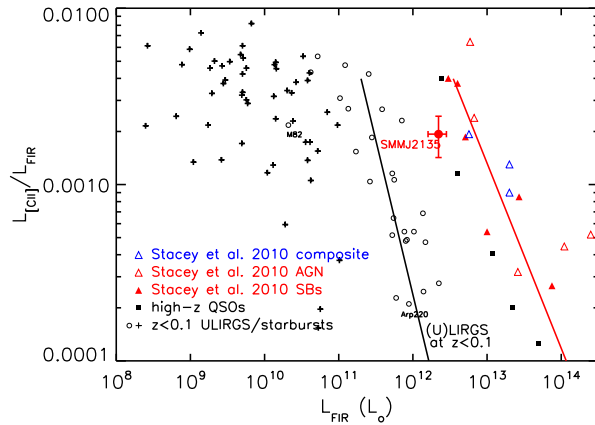 0.0100
0.0010
0.0001
L[CII]/LFIR
M82
SMMJ2135
Stacey et al. 2010 composite
Stacey et al. 2010 AGN
Stacey et al. 2010 SBs
high-z QSOs
z<0.1 ULIRGS/starbursts
Arp220
(U)LIRGS
at z<0.1
10^8 10^9 10^10 10^11 10^12 10^13 10^14
LFIR (Lo)